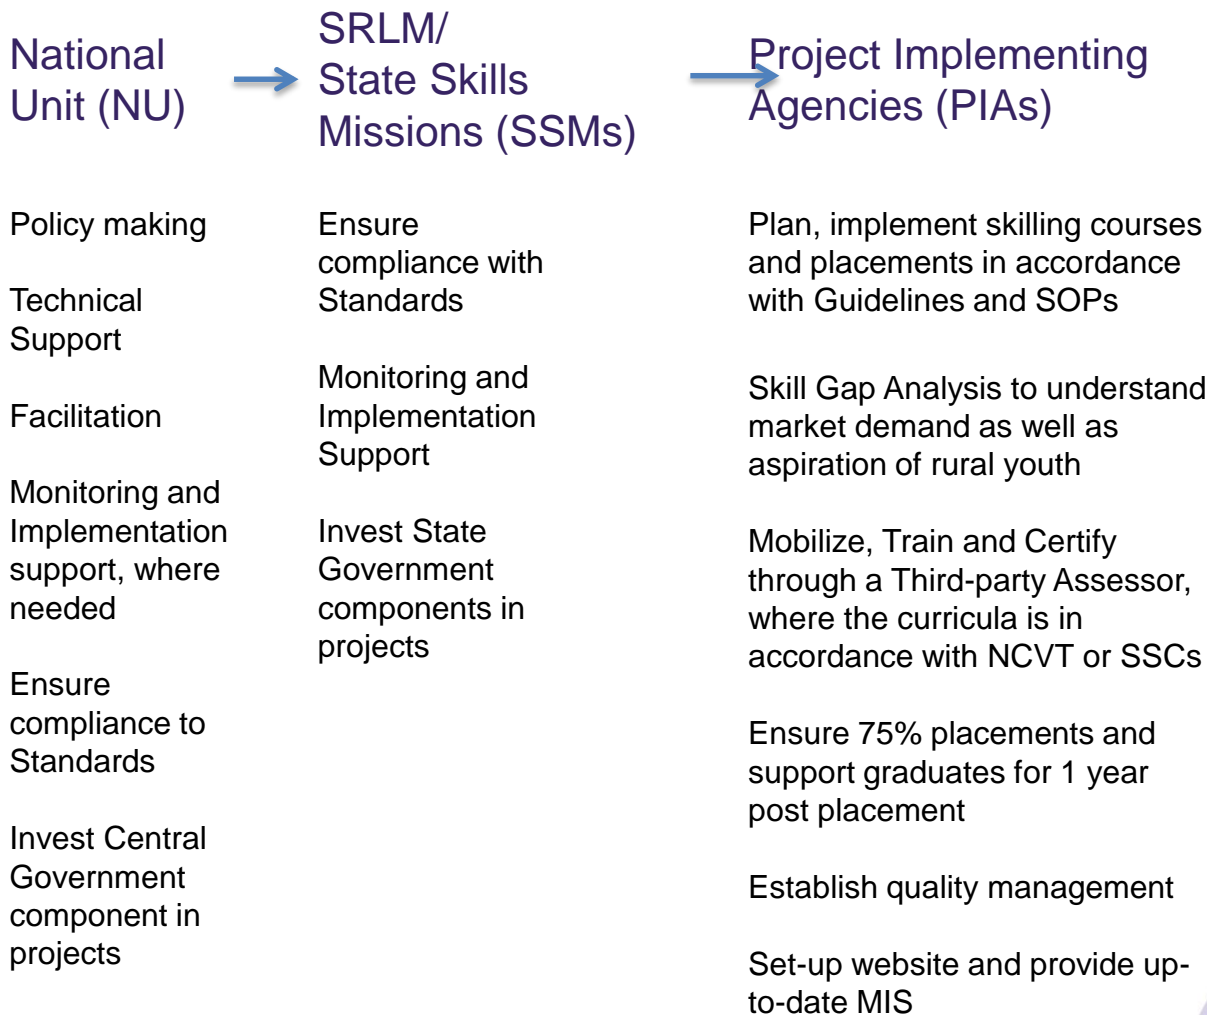 National
Unit (NU)
SRLM/
State Skills
Missions (SSMs)
Project Implementing
Agencies (PIAs)
Policy making
Technical
Support
Facilitation
Monitoring and
Implementation
support, where
needed
Ensure
compliance to
Standards
Invest Central
Government
component in
projects
Ensure
compliance with
Standards
Monitoring and
Implementation
Support
Invest State
Government
components in
projects
Plan, implement skilling courses
and placements in accordance
with Guidelines and SOPs
Skill Gap Analysis to understand
market demand as well as
aspiration of rural youth
Mobilize, Train and Certify
through a Third-party Assessor,
where the curricula is in
accordance with NCVT or SSCs
Ensure 75% placements and
support graduates for 1 year
post placement
Establish quality management
Set-up website and provide up-
to-date MIS